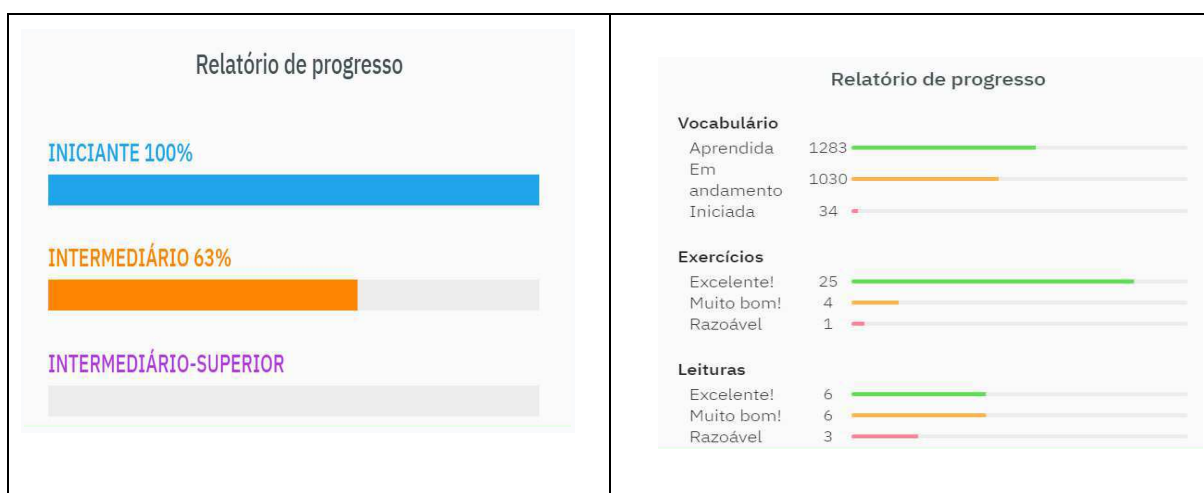 Relatório de progresso
INICIANTE 100%
INTERMEDIÁRIO 63%
INTERMEDIÁRIO-SUPERIOR
Relatório de progresso
Vocabulário
Aprendida 1283
Em
andamento 1030
Iniciada 34
Exercícios
Excelente! 25
Muito bom! 4
Razoável 1
Leituras
Excelente! 6
Muito bom! 6
Razoável 3